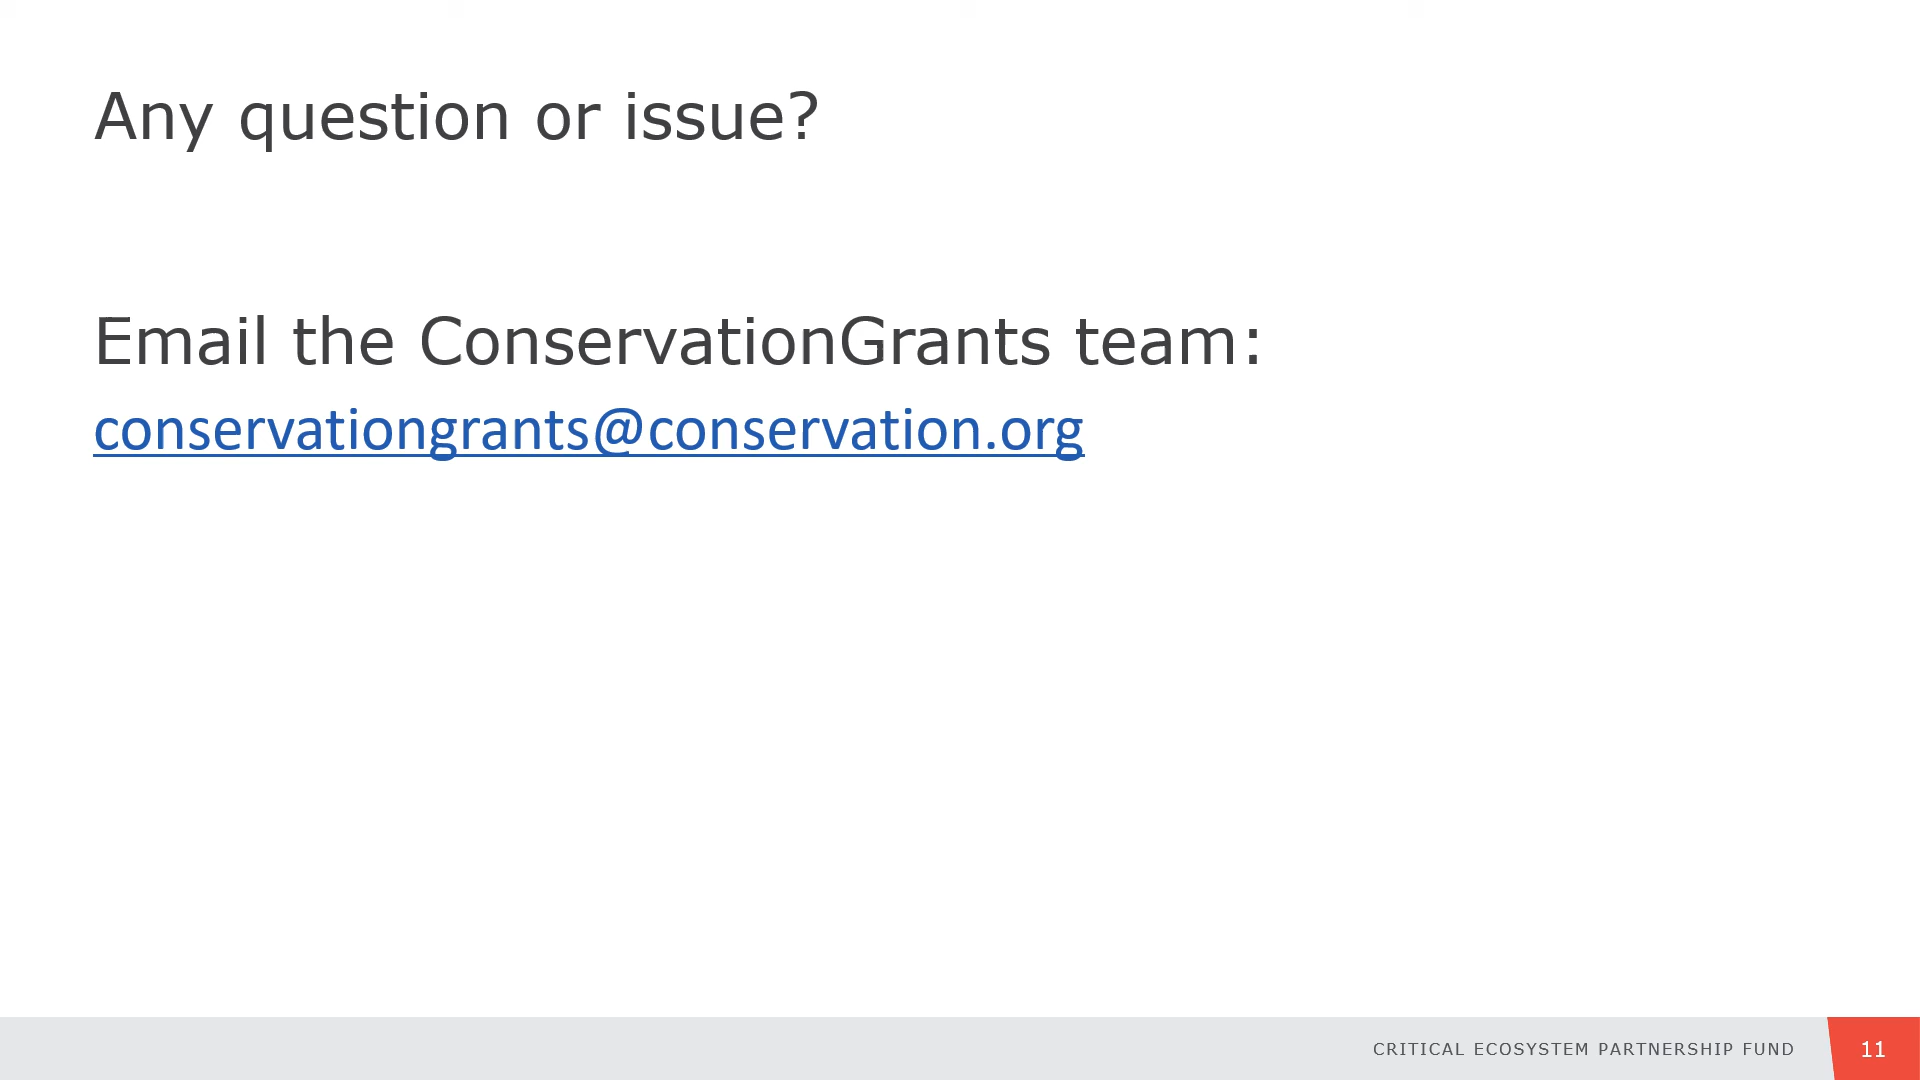 Any question or issue?
Email the ConservationGrants team:
conservationgrants@conservation.org
CRITICAL ECOSYSTEM PARTNERSHIP FUND
11